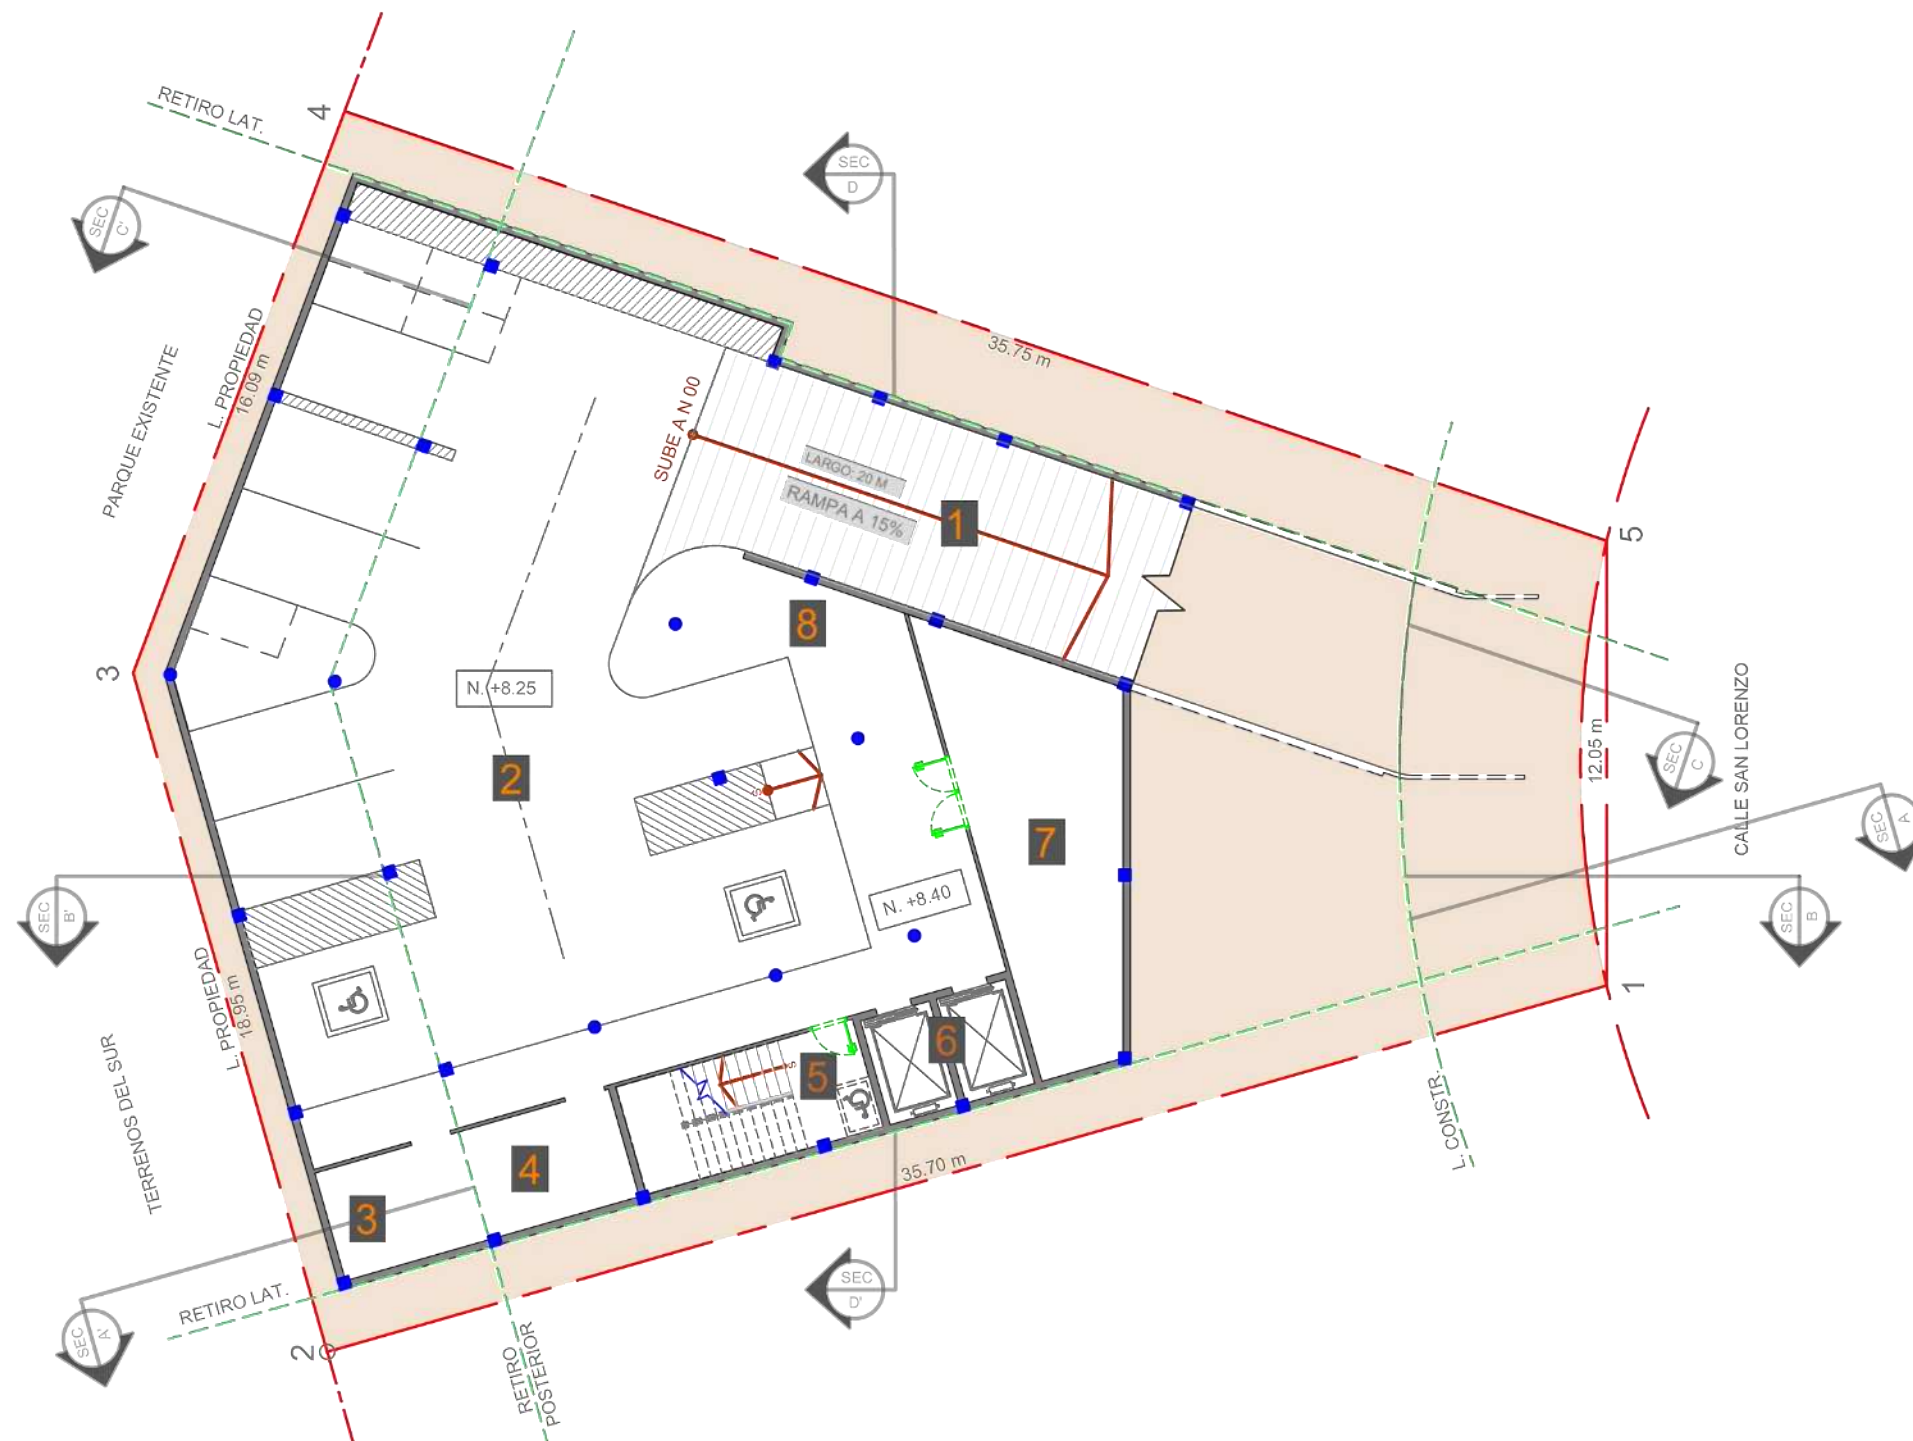 RETIRO LAT.
4
SEC
D
SEC
C'
35.75 m
L. PROPIEDAD
16.09 m
PARQUE EXISTENTE
SUBE A N 00
LARGO: 20 M
RAMPA A 15%
1
5
8
3
N. +8.25
2
S
7
N. +8.40
CALLE SAN LORENZO
12.05 m
SEC
C
SEC
A
SEC
B
SEC
B'
L. PROPIEDAD
18.95 m
TERRENOS DEL SUR
1
6
5
S
4
3
35.70 m
L. CONSTR.
RETIRO LAT.
SEC
D'
SEC
A'
2
RETIRO
POSTERIOR